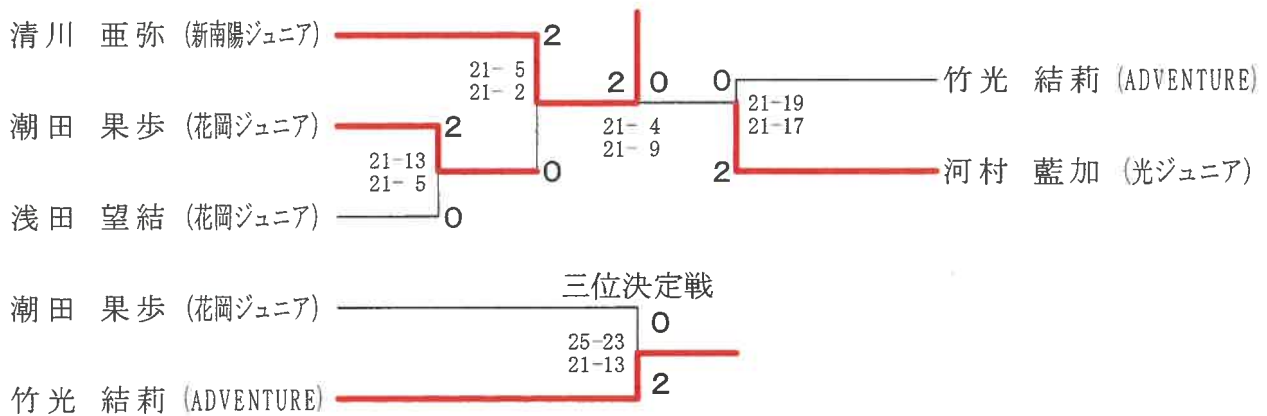 清川 亜弥 (新南陽ジュニア)
2
21- 5
21- 2
2
0
0
竹光 結莉 (ADVENTURE)
21-19
21-17
潮田 果歩 (花岡ジュニア)
2
21- 4
21- 9
21-13
21- 5
0
2
河村 藍加 (光ジュニア)
浅田 望結 (花岡ジュニア)
0
三位決定戦
潮田 果歩 (花岡ジュニア)
0
25-23
21-13
2
竹光 結莉 (ADVENTURE)